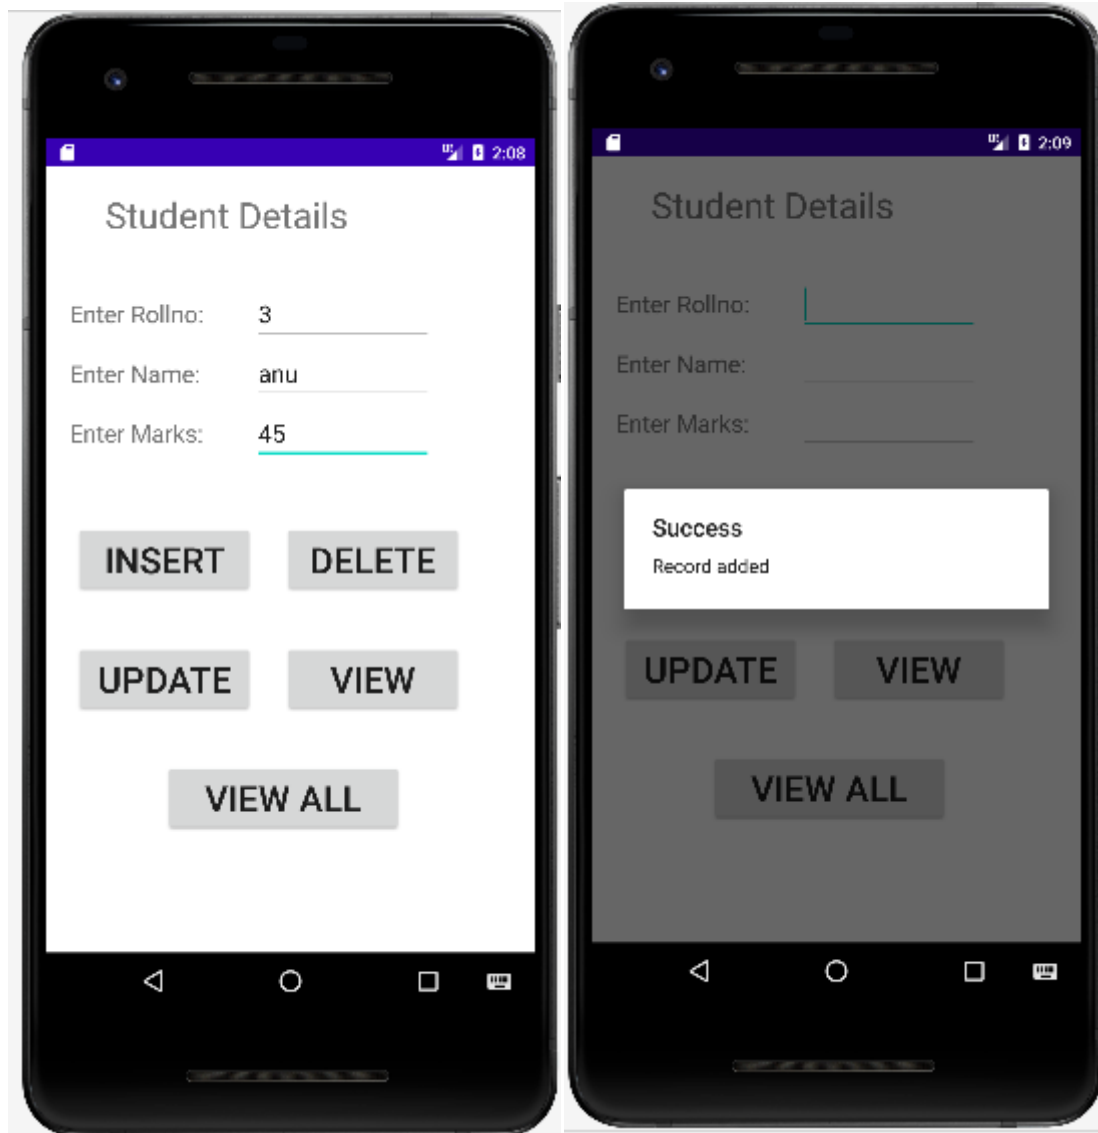 2:08
Student Details
Enter Rollno: 3
Enter Name: anu
Enter Marks: 45
INSERT DELETE
UPDATE VIEW
VIEW ALL
2:09
Student Details
Enter Rollno:
Enter Name:
Enter Marks:
Success
Record added
UPDATE VIEW
VIEW ALL